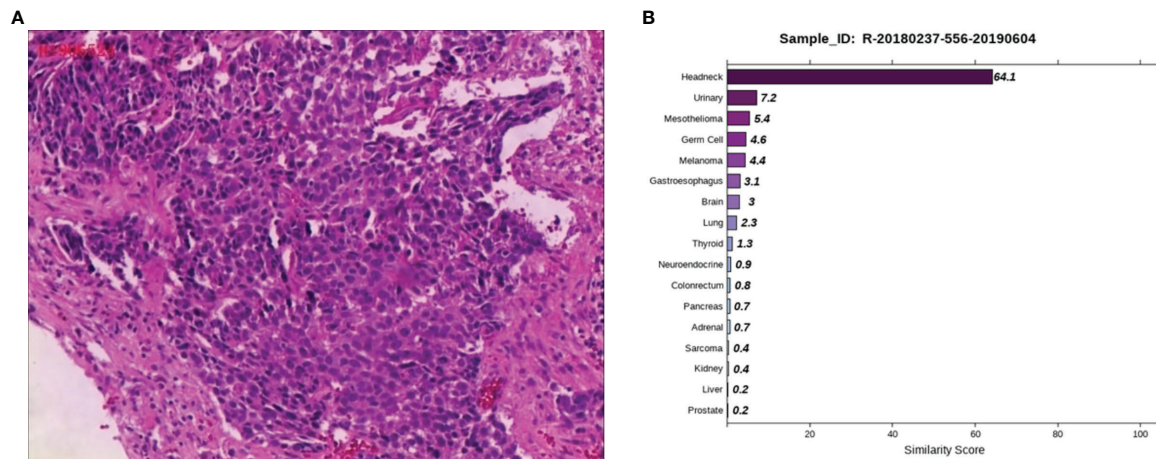 A
B
Sample_ID: R-20180237-556-20190604
Headneck 64.1
Urinary 7.2
Mesothelioma 5.4
Germ Cell 4.6
Melanoma 4.4
Gastroesophagus 3.1
Brain 3
Lung 2.3
Thyroid 1.3
Neuroendocrine 0.9
Colonrectum 0.8
Pancreas 0.7
Adrenal 0.7
Sarcoma 0.4
Kidney 0.4
Liver 0.2
Prostate 0.2
20 40 60 80 100
Similarity Score